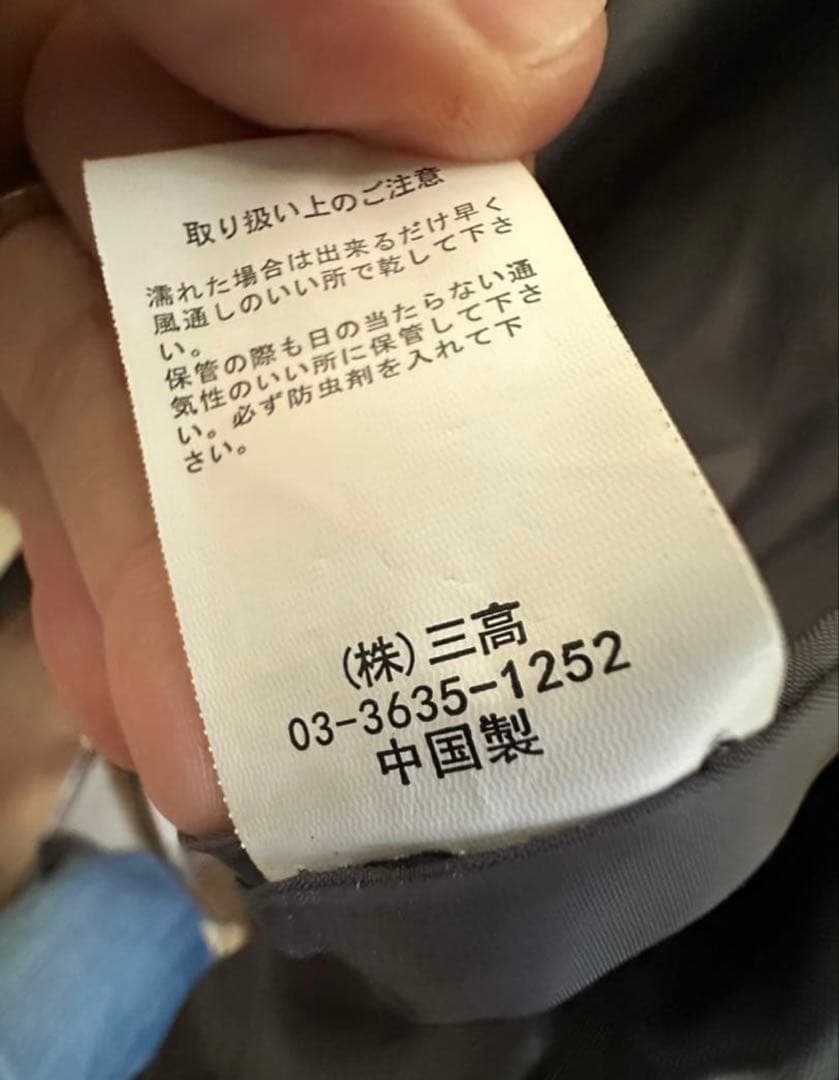 取り扱い上のご注意
濡れた場合は出来るだけ早く
風通しのいい所で乾して下さ
い。
保管の際も日の当たらない通
気性のいい所に保管して下さ
い。必ず防虫剤を入れて下
さい。
(株)三高
03-3635-1252
中国製